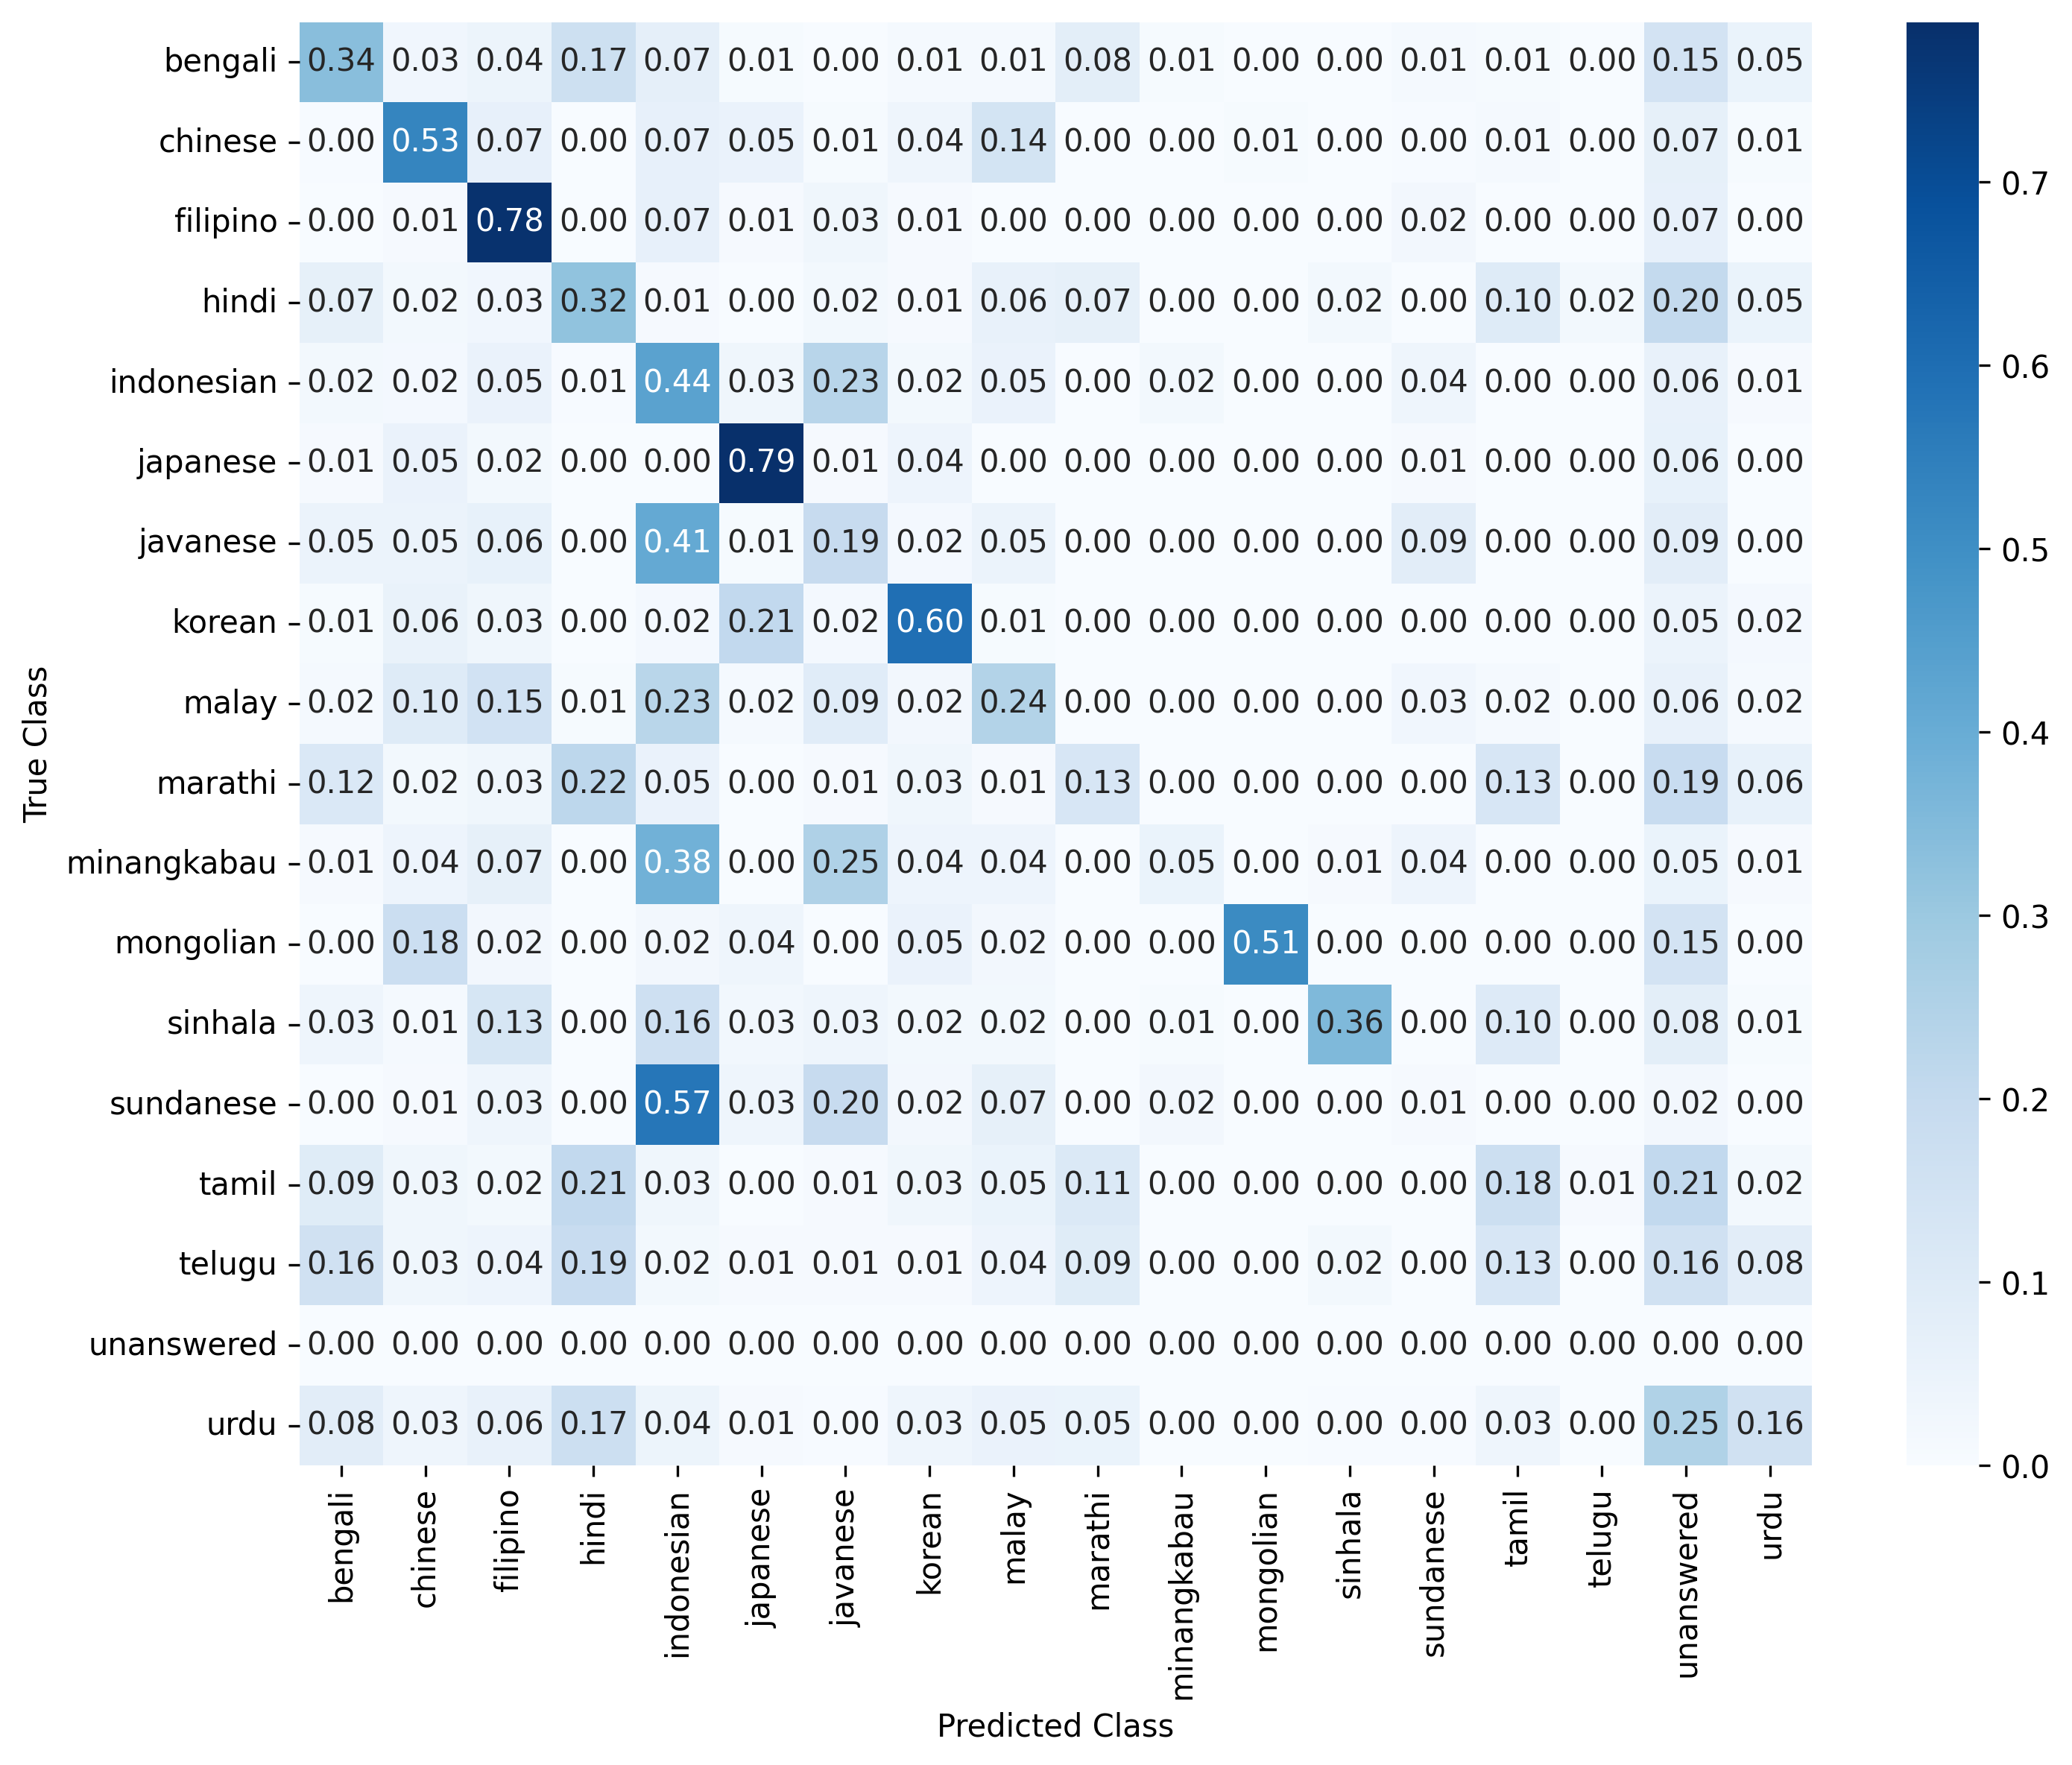 bengali 0.34 0.03 0.04 0.17 0.07 0.01 0.00 0.01 0.01 0.08 0.01 0.00 0.00 0.01 0.01 0.00 0.15 0.05
chinese 0.00 0.53 0.07 0.00 0.07 0.05 0.01 0.04 0.14 0.00 0.00 0.01 0.00 0.00 0.01 0.00 0.07 0.01
filipino 0.00 0.01 0.78 0.00 0.07 0.01 0.03 0.01 0.00 0.00 0.00 0.00 0.00 0.02 0.00 0.00 0.07 0.00
hindi 0.07 0.02 0.03 0.32 0.01 0.00 0.02 0.01 0.06 0.07 0.00 0.00 0.02 0.00 0.10 0.02 0.20 0.05
indonesian 0.02 0.02 0.05 0.01 0.44 0.03 0.23 0.02 0.05 0.00 0.02 0.00 0.00 0.04 0.00 0.00 0.06 0.01
japanese 0.01 0.05 0.02 0.00 0.00 0.79 0.01 0.04 0.00 0.00 0.00 0.00 0.00 0.01 0.00 0.00 0.06 0.00
javanese 0.05 0.05 0.06 0.00 0.41 0.01 0.19 0.02 0.05 0.00 0.00 0.00 0.00 0.09 0.00 0.00 0.09 0.00
korean 0.01 0.06 0.03 0.00 0.02 0.21 0.02 0.60 0.01 0.00 0.00 0.00 0.00 0.00 0.00 0.00 0.05 0.02
malay 0.02 0.10 0.15 0.01 0.23 0.02 0.09 0.02 0.24 0.00 0.00 0.00 0.00 0.03 0.02 0.00 0.06 0.02
marathi 0.12 0.02 0.03 0.22 0.05 0.00 0.01 0.03 0.01 0.13 0.00 0.00 0.00 0.00 0.13 0.00 0.19 0.06
minangkabau 0.01 0.04 0.07 0.00 0.38 0.00 0.25 0.04 0.04 0.00 0.05 0.00 0.01 0.04 0.00 0.00 0.05 0.01
mongolian 0.00 0.18 0.02 0.00 0.02 0.04 0.00 0.05 0.02 0.00 0.00 0.51 0.00 0.00 0.00 0.00 0.15 0.00
sinhala 0.03 0.01 0.13 0.00 0.16 0.03 0.03 0.02 0.02 0.00 0.01 0.00 0.36 0.00 0.10 0.00 0.08 0.01
sundanese 0.00 0.01 0.03 0.00 0.57 0.03 0.20 0.02 0.07 0.00 0.02 0.00 0.00 0.01 0.00 0.00 0.02 0.00
tamil 0.09 0.03 0.02 0.21 0.03 0.00 0.01 0.03 0.05 0.11 0.00 0.00 0.00 0.00 0.18 0.01 0.21 0.02
telugu 0.16 0.03 0.04 0.19 0.02 0.01 0.01 0.01 0.04 0.09 0.00 0.00 0.02 0.00 0.13 0.00 0.16 0.08
unanswered 0.00 0.00 0.00 0.00 0.00 0.00 0.00 0.00 0.00 0.00 0.00 0.00 0.00 0.00 0.00 0.00 0.00 0.00
urdu 0.08 0.03 0.06 0.17 0.04 0.01 0.00 0.03 0.05 0.05 0.00 0.00 0.00 0.00 0.03 0.00 0.25 0.16
True Class
bengali
chinese
filipino
hindi
indonesian
japanese
javanese
korean
malay
marathi
minangkabau
mongolian
sinhala
sundanese
tamil
telugu
unanswered
urdu
Predicted Class
0.7
0.6
0.5
0.4
0.3
0.2
0.1
0.0